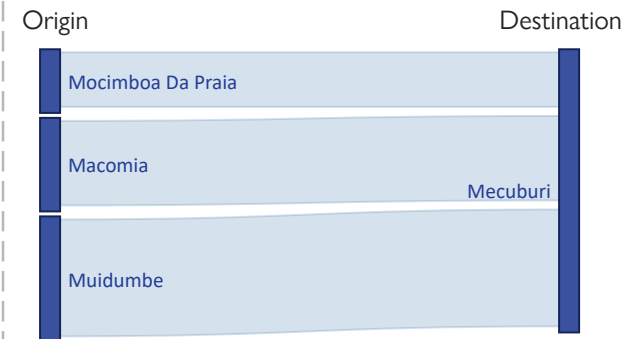 Origin
Destination
Mocimboa Da Praia
Macomia
Mecuburi
Muidumbe